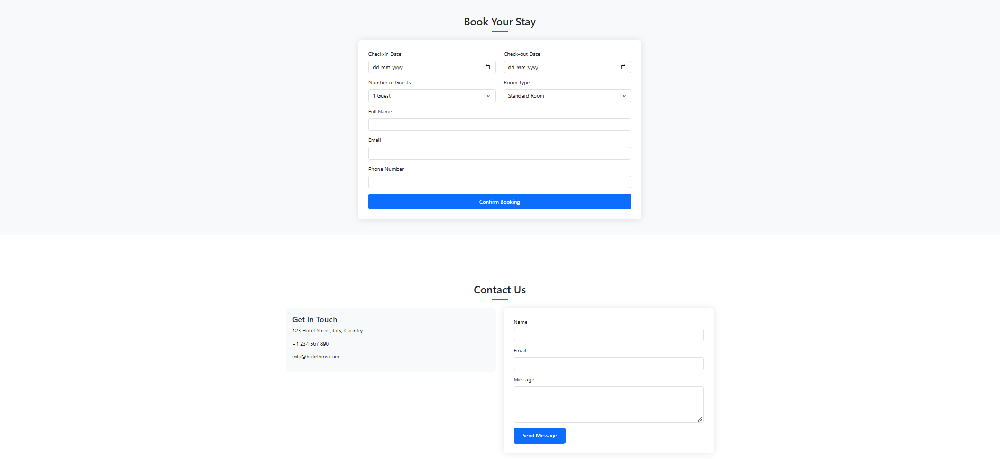 Book Your Stay
Check-in Date Check-out Date
dd-mm-yyyy dd-mm-yyyy
Number of Guests Room Type
1 Guest Standard Room
Full Name
Email
Phone Number
Confirm Booking
Contact Us
Get in Touch
123 Hotel Street, City, Country
+1 234 567 890
info@hotelhms.com
Name
Email
Message
Send Message